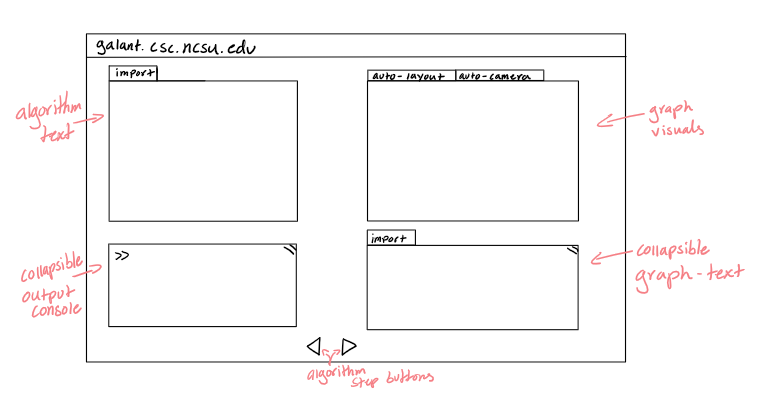 galant.csc.ncsu.edu
import
auto-layout auto-camera
algorithm
text
graph
visuals
>>
import
collapsible
output
console
collapsible
graph-text
algorithm
step buttons